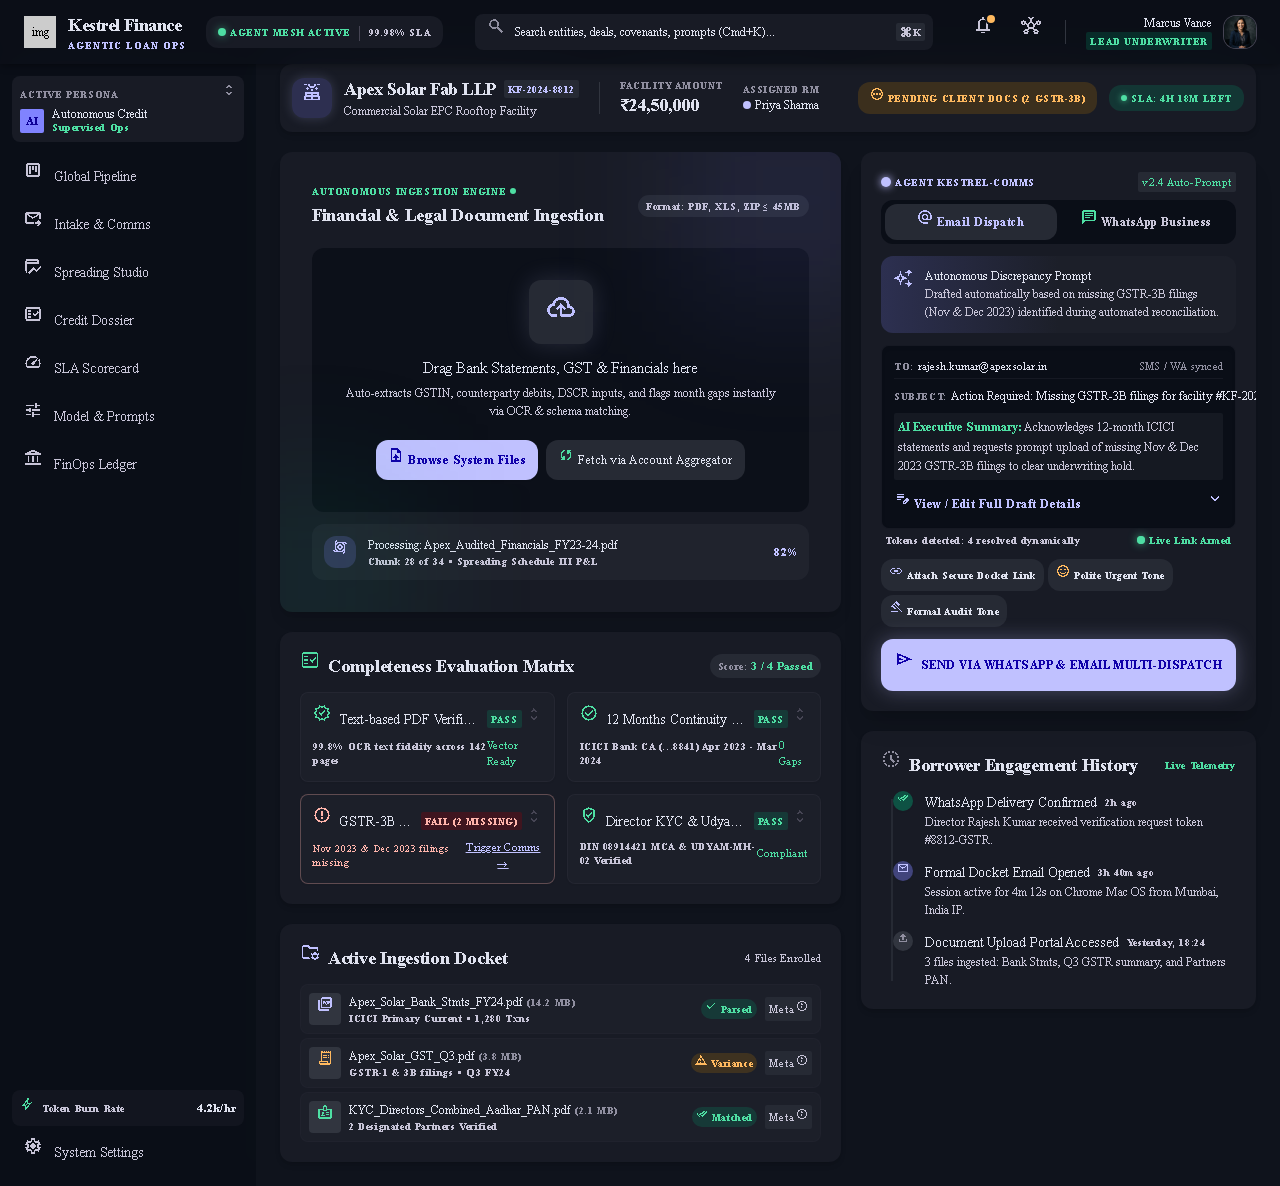 img
Kestrel Finance
AGENTIC LOAN OPS
AGENT MESH ACTIVE
99.98% SLA
Search entities, deals, covenants, prompts (Cmd+K)...
⌘K
Marcus Vance
LEAD UNDERWRITER
ACTIVE PERSONA
AI
Autonomous Credit
Supervised Ops
Global Pipeline
Intake & Comms
Spreading Studio
Credit Dossier
SLA Scorecard
Model & Prompts
FinOps Ledger
Token Burn Rate
4.2k/hr
System Settings
Apex Solar Fab LLP
KF-2024-8812
Commercial Solar EPC Rooftop Facility
FACILITY AMOUNT
₹24,50,000
ASSIGNED RM
Priya Sharma
PENDING CLIENT DOCS (2 GSTR-3B)
SLA: 4H 18M LEFT
AUTONOMOUS INGESTION ENGINE
Financial & Legal Document Ingestion
Format: PDF, XLS, ZIP ≤ 45MB
Drag Bank Statements, GST & Financials here
Auto-extracts GSTIN, counterparty debits, DSCR inputs, and flags month gaps instantly
via OCR & schema matching.
Browse System Files
Fetch via Account Aggregator
Processing: Apex_Audited_Financials_FY23-24.pdf
Chunk 28 of 34 • Spreading Schedule III P&L
82%
Completeness Evaluation Matrix
Score: 3 / 4 Passed
Text-based PDF Verifi...
PASS
99.8% OCR text fidelity across 142
pages
Vector
Ready
12 Months Continuity ...
PASS
ICICI Bank CA (...8841) Apr 2023 - Mar
2024
0
Gaps
GSTR-3B ...
FAIL (2 MISSING)
Nov 2023 & Dec 2023 filings
missing
Trigger Comms
→
Director KYC & Udya...
PASS
DIN 08914421 MCA & UDYAM-MH-
02 Verified
Compliant
Active Ingestion Docket
4 Files Enrolled
Apex_Solar_Bank_Stmts_FY24.pdf (14.2 MB)
ICICI Primary Current • 1,280 Txns
Parsed
Meta
Apex_Solar_GST_Q3.pdf (3.8 MB)
GSTR-1 & 3B filings • Q3 FY24
Variance
Meta
KYC_Directors_Combined_Aadhar_PAN.pdf (2.1 MB)
2 Designated Partners Verified
Matched
Meta
AGENT KESTREL-COMMS
v2.4 Auto-Prompt
Email Dispatch
WhatsApp Business
Autonomous Discrepancy Prompt
Drafted automatically based on missing GSTR-3B filings
(Nov & Dec 2023) identified during automated reconciliation.
TO: rajesh.kumar@apexsolar.in
SMS / WA synced
SUBJECT: Action Required: Missing GSTR-3B filings for facility #KF-202
AI Executive Summary: Acknowledges 12-month ICICI
statements and requests prompt upload of missing Nov & Dec
2023 GSTR-3B filings to clear underwriting hold.
View / Edit Full Draft Details
Tokens detected: 4 resolved dynamically
Live Link Armed
Attach Secure Docket Link
Polite Urgent Tone
Formal Audit Tone
SEND VIA WHATSAPP & EMAIL MULTI-DISPATCH
Borrower Engagement History
Live Telemetry
WhatsApp Delivery Confirmed 2h ago
Director Rajesh Kumar received verification request token
#8812-GSTR.
Formal Docket Email Opened 3h 40m ago
Session active for 4m 12s on Chrome Mac OS from Mumbai,
India IP.
Document Upload Portal Accessed Yesterday, 18:24
3 files ingested: Bank Stmts, Q3 GSTR summary, and Partners
PAN.